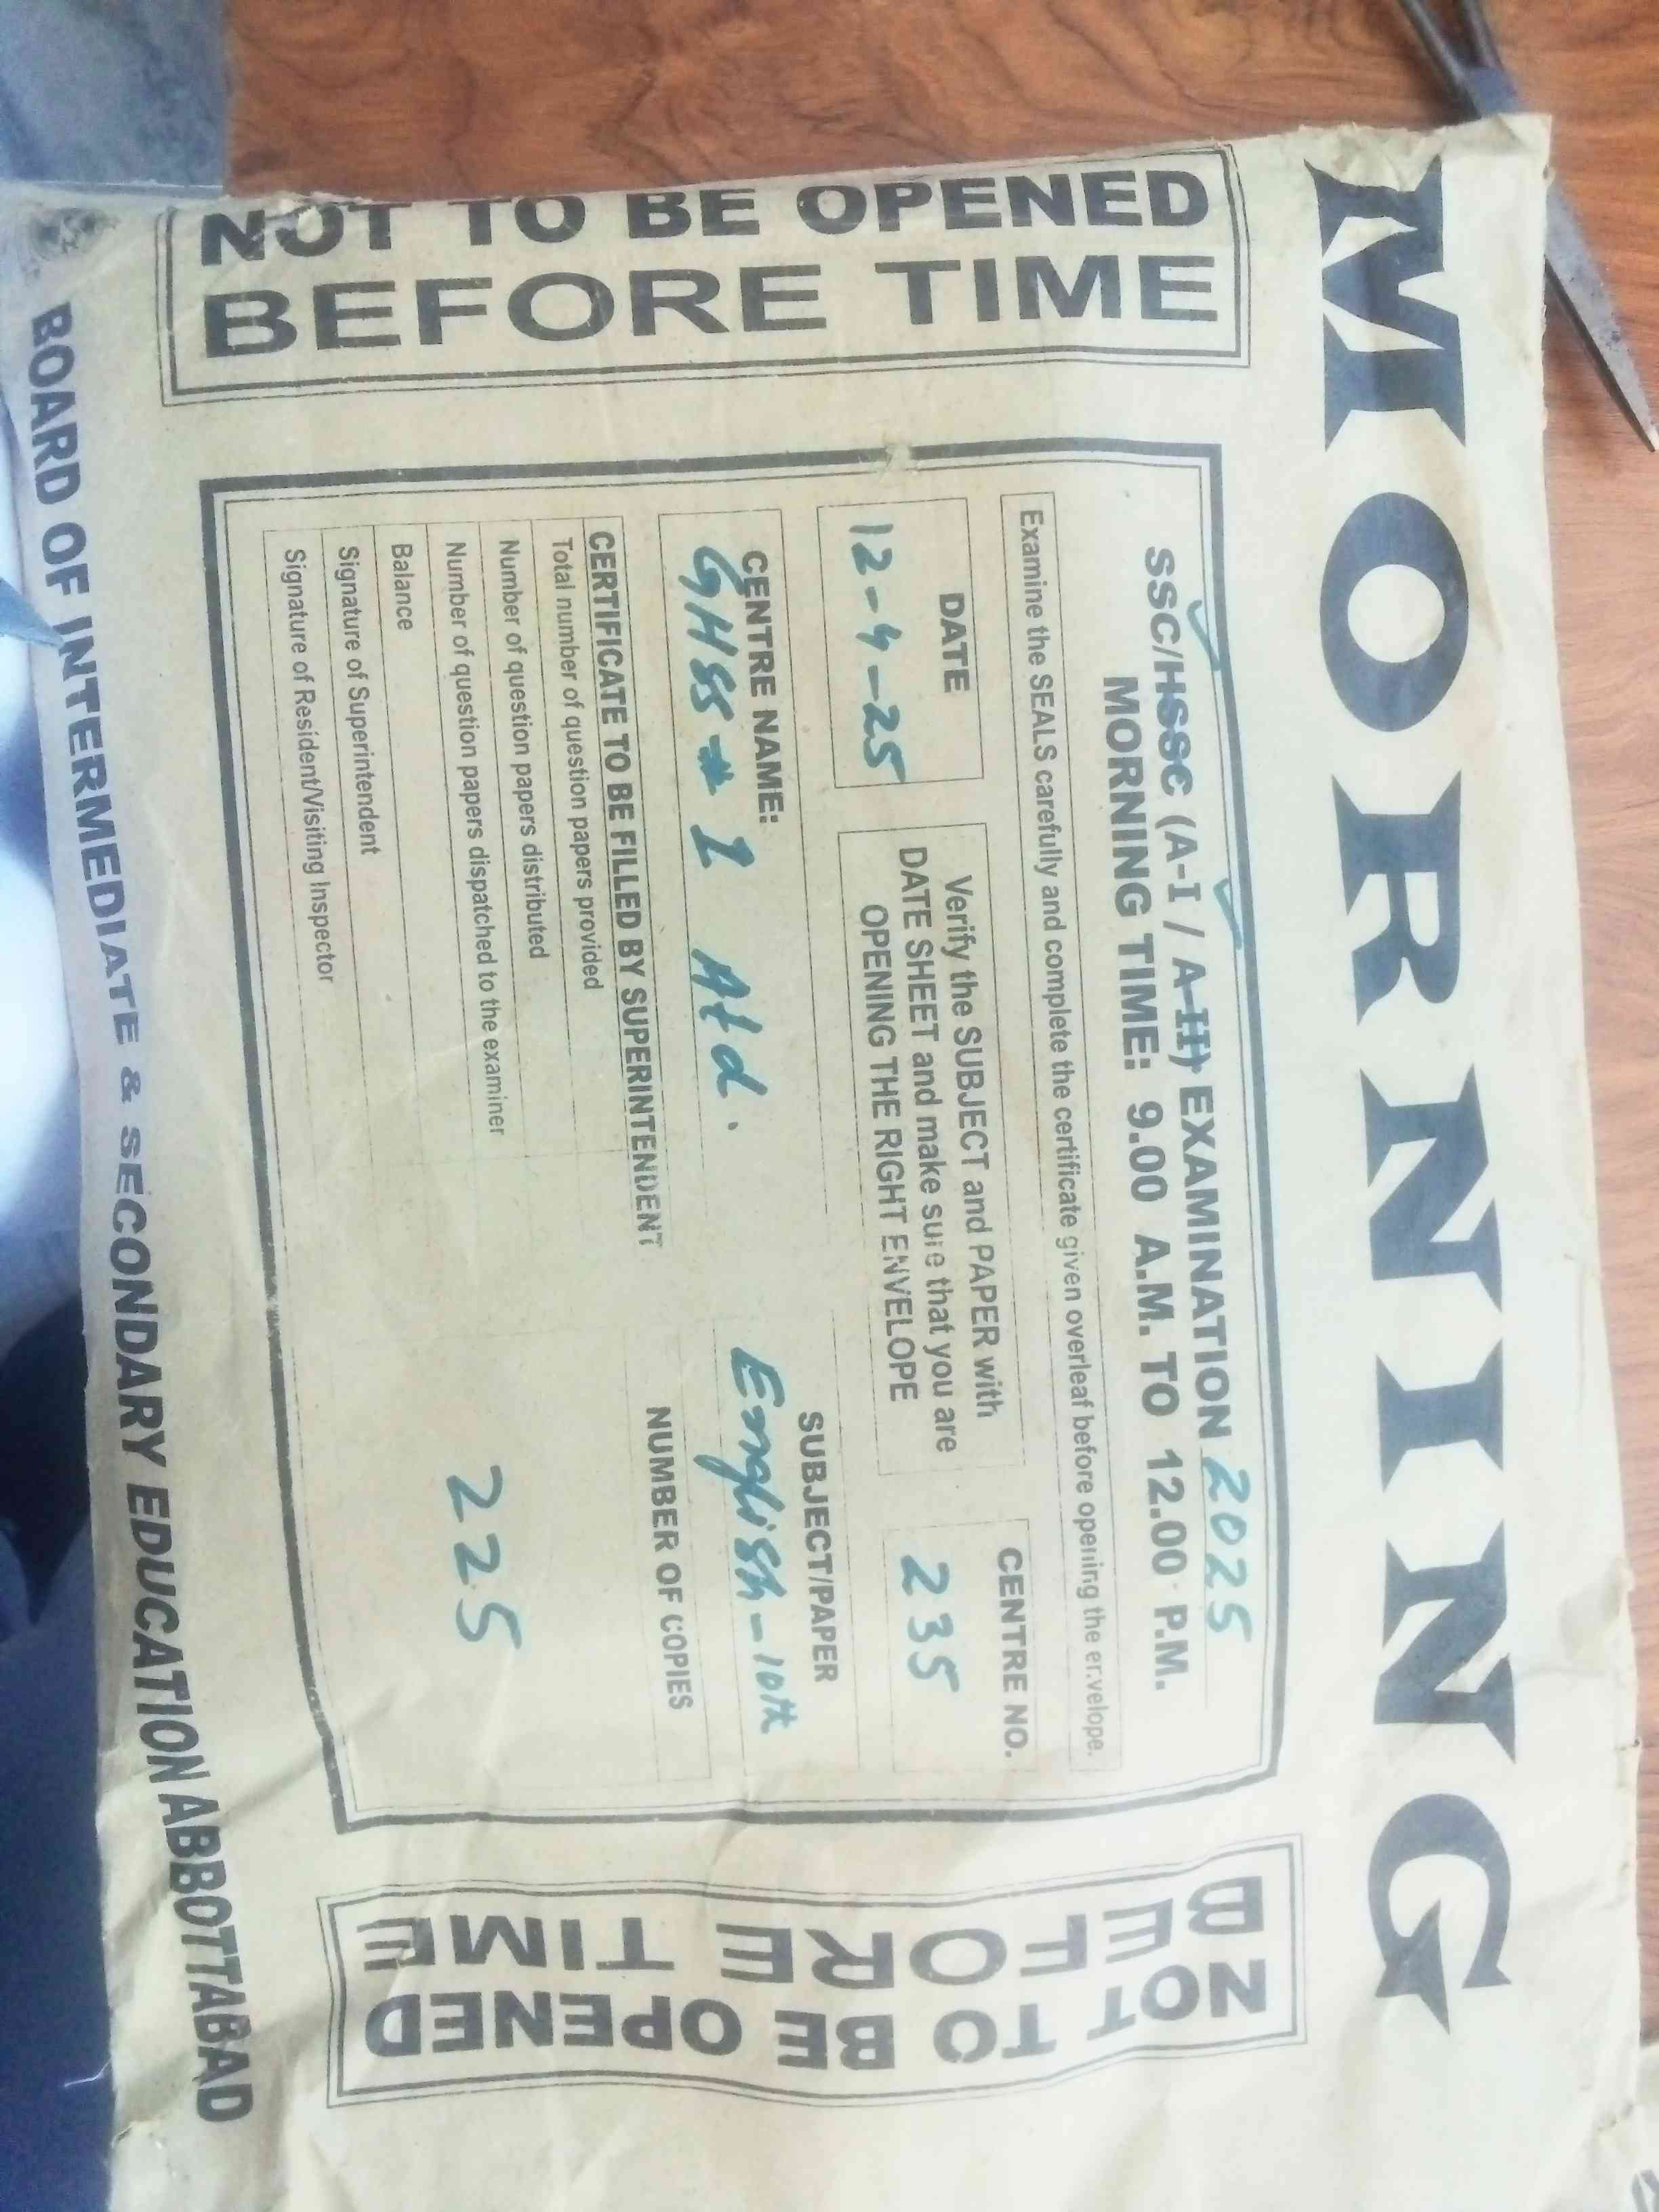 MORNING
NOT TO BE OPENED
BEFORE TIME
SSC/HSSC (A-I / A-II) EXAMINATION 2025
MORNING TIME: 9.00 A.M. TO 12.00 P.M.
Examine the SEALS carefully and complete the certificate given overleaf before opening the envelope.
DATE
12-4-25
Verify the SUBJECT and PAPER with
DATE SHEET and make sure that you are
OPENING THE RIGHT ENVELOPE
CENTRE NO.
235
CENTRE NAME:
GHSS # 1 Atd.
SUBJECT/PAPER
English-10th
CERTIFICATE TO BE FILLED BY SUPERINTENDENT
NUMBER OF COPIES
Total number of question papers provided
Number of question papers distributed
Number of question papers dispatched to the examiner
225
Balance
Signature of Superintendent
Signature of Resident/Visiting Inspector
NOT TO BE OPENED
BEFORE TIME
BOARD OF INTERMEDIATE & SECONDARY EDUCATION ABBOTTABAD